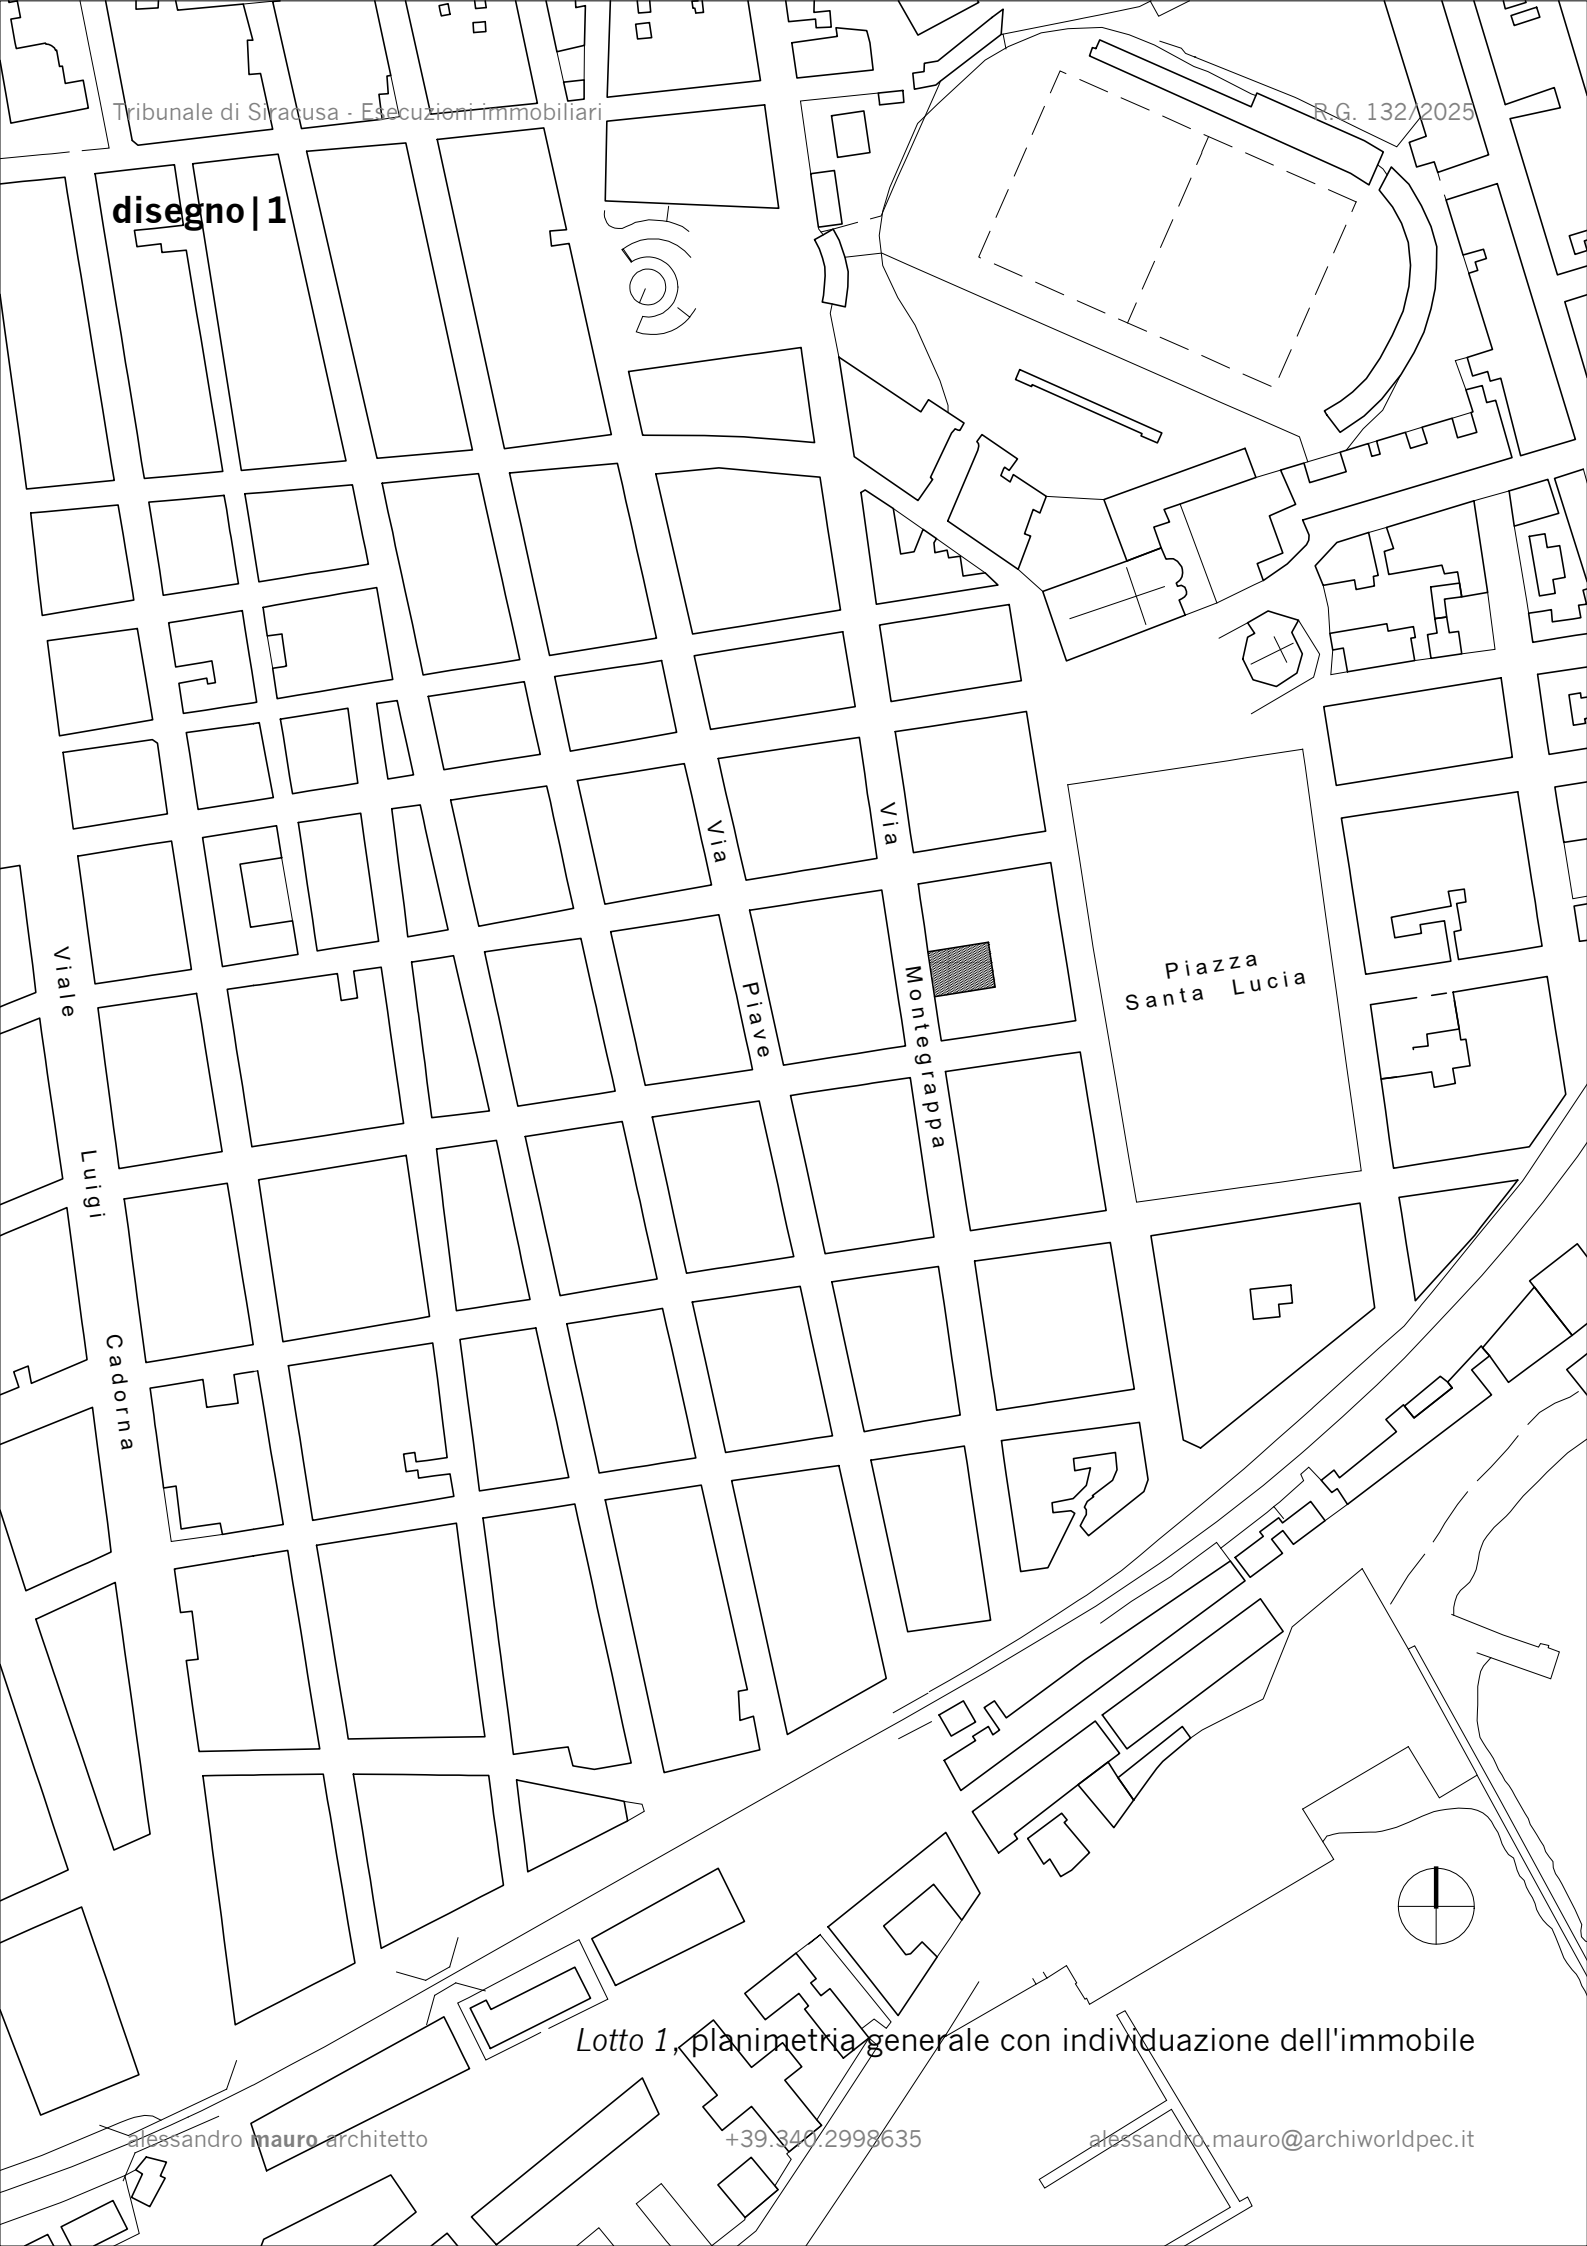 Tribunale di Siracusa - Esecuzioni immobiliari
R.G. 132/2025
disegno|1
Via
Via
Viale
Piave
Montegrappa
Piazza
Santa Lucia
Luigi
Cadorna
Lotto 1, planimetria generale con individuazione dell'immobile
alessandro mauro architetto
+39.340.2998635
alessandro.mauro@archiworldpec.it